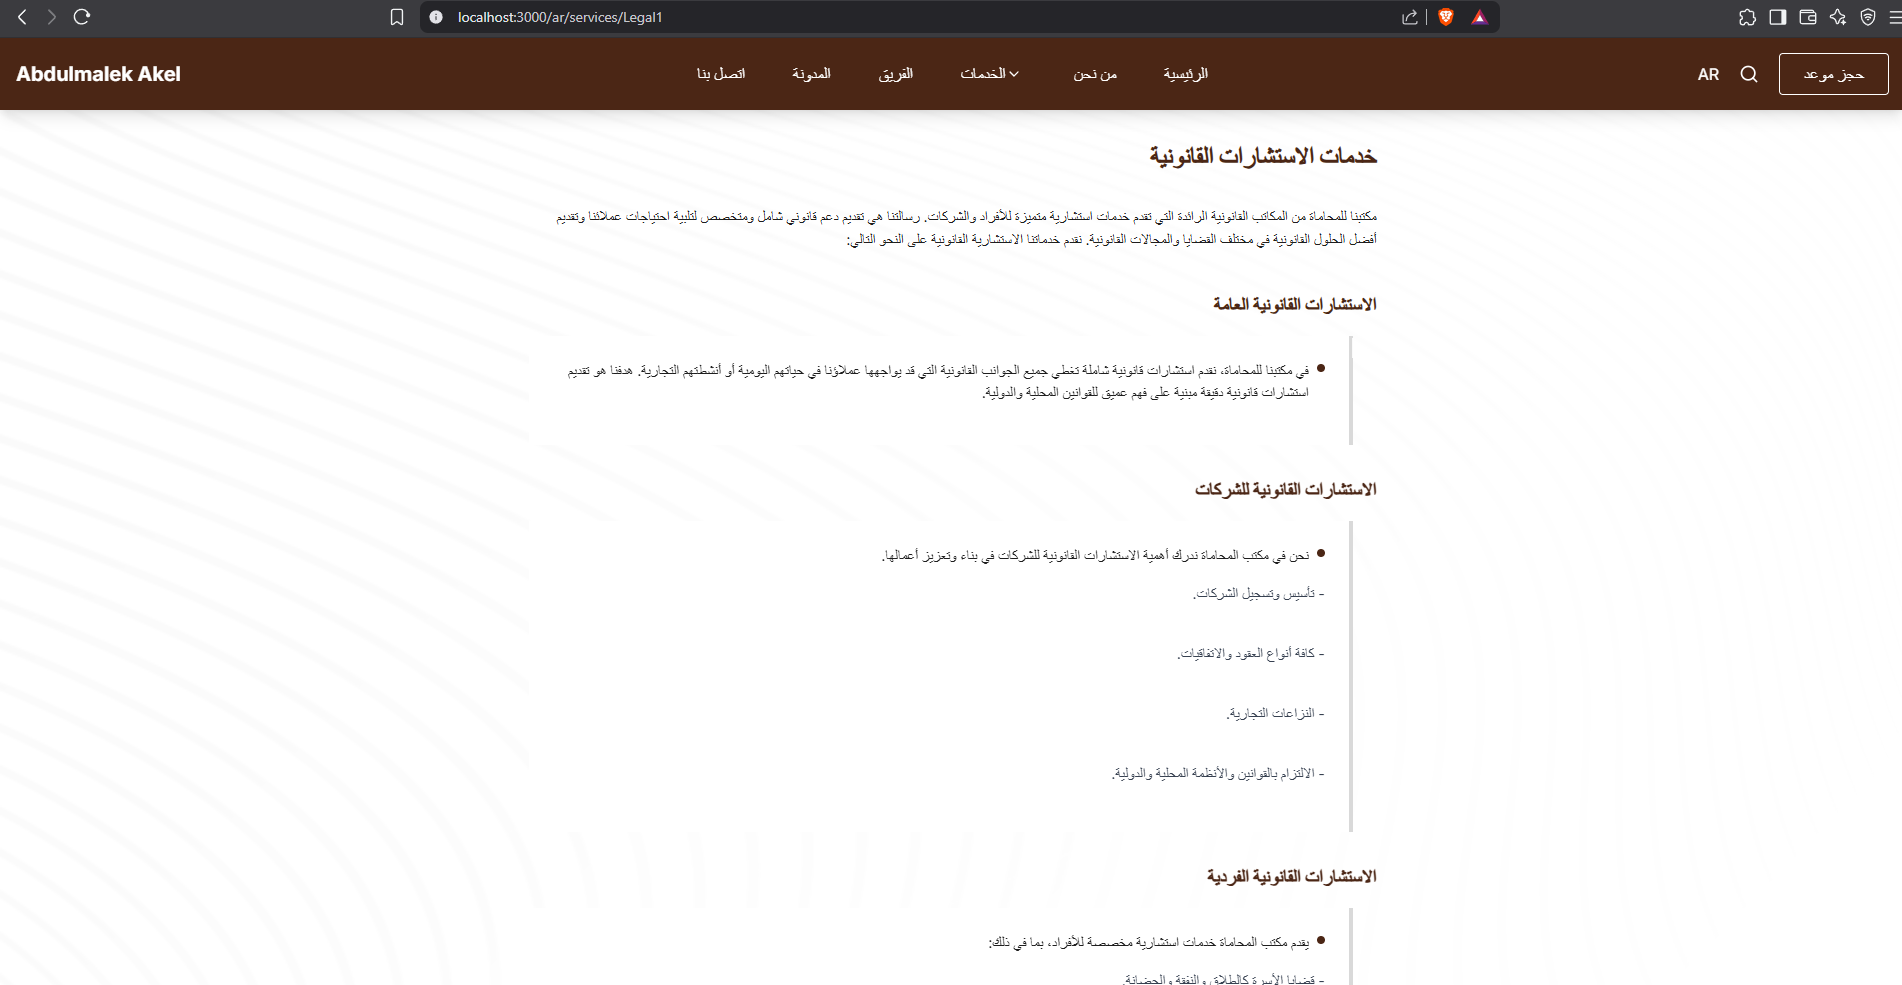 localhost:3000/ar/services/Legal1
Abdulmalek Akel
الرئيسية
من نحن
الخدمات
الفريق
المدونة
اتصل بنا
AR
حجز موعد
خدمات الاستشارات القانونية
مكتبنا للمحاماة من المكاتب القانونية الرائدة التي تقدم خدمات استشارية متميزة للأفراد والشركات. رسالتنا هي تقديم دعم قانوني شامل ومتخصص لتلبية احتياجات عملائنا وتقديم
أفضل الحلول القانونية في مختلف القضايا والمجالات القانونية. نقدم خدماتنا الاستشارية القانونية على النحو التالي:
الاستشارات القانونية العامة
في مكتبنا للمحاماة، نقدم استشارات قانونية شاملة تغطي جميع الجوانب القانونية التي قد يواجهها عملاؤنا في حياتهم اليومية أو أنشطتهم التجارية. هدفنا هو تقديم
استشارات قانونية دقيقة مبنية على فهم عميق للقوانين المحلية والدولية.
الاستشارات القانونية للشركات
نحن في مكتب المحاماة ندرك أهمية الاستشارات القانونية للشركات في بناء وتعزيز أعمالها.
- تأسيس وتسجيل الشركات.
- كافة أنواع العقود والاتفاقيات.
- النزاعات التجارية.
- الالتزام بالقوانين والأنظمة المحلية والدولية.
الاستشارات القانونية الفردية
يقدم مكتب المحاماة خدمات استشارية مخصصة للأفراد، بما في ذلك:
- قضايا الأسرة كالطلاق والنفقة والحضانة.